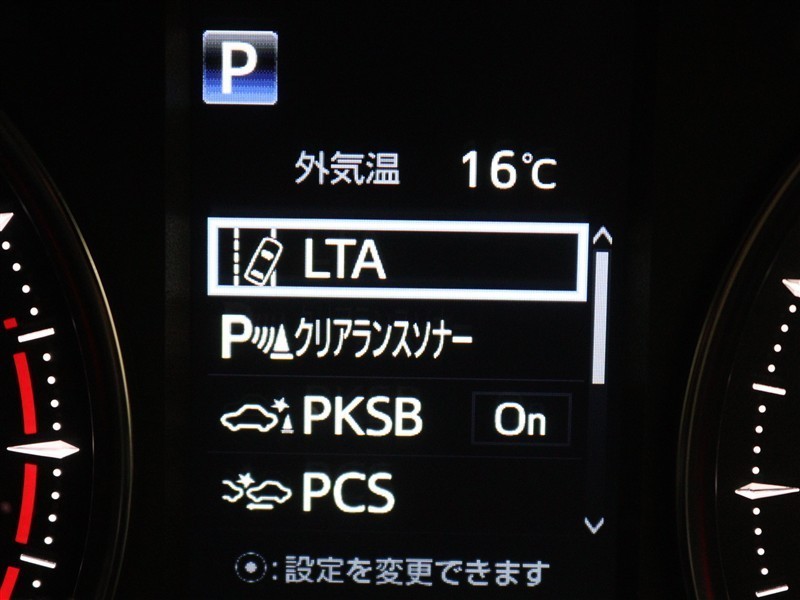 P
外気温 16℃
LTA
Pクリアランスソナー
PKSB On
PCS
:設定を変更できます